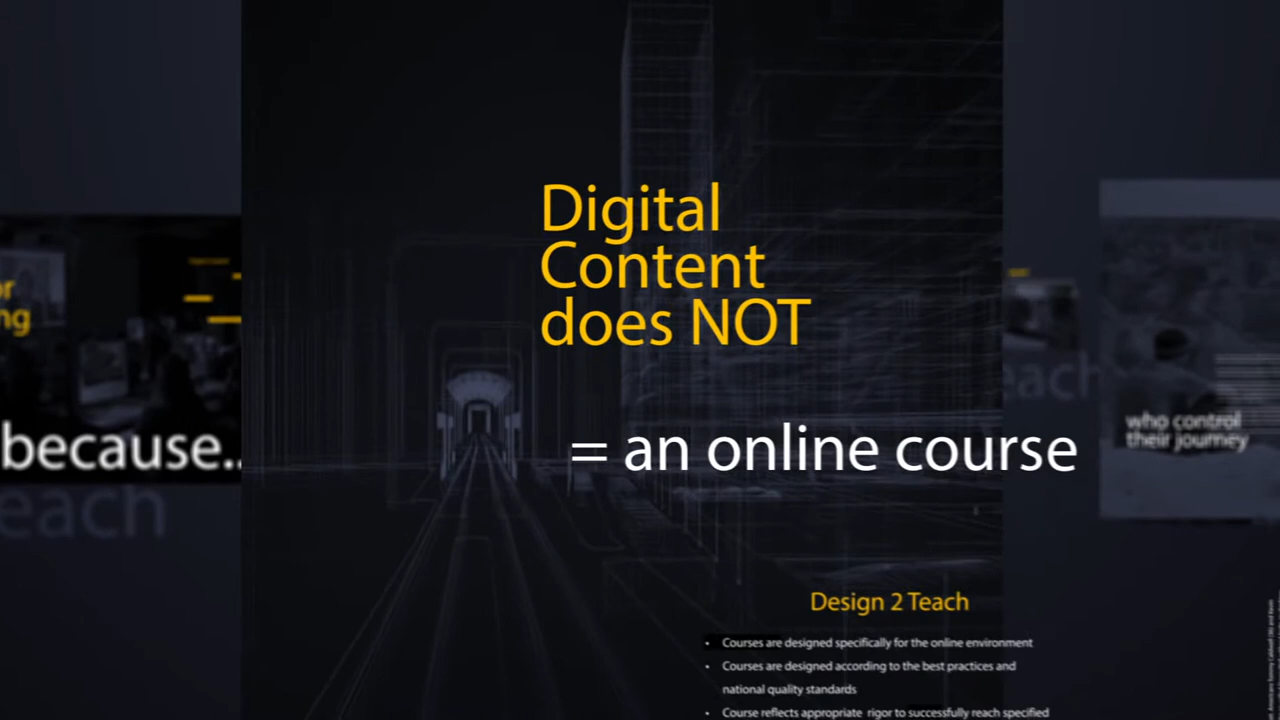 Digital
Content
does NOT
because..
= an online course
who control
their journey
each
each
Design 2 Teach
• Courses are designed specifically for the online environment
• Courses are designed according to the best practices and
national quality standards
• Course reflects appropriate rigor to successfully reach specified